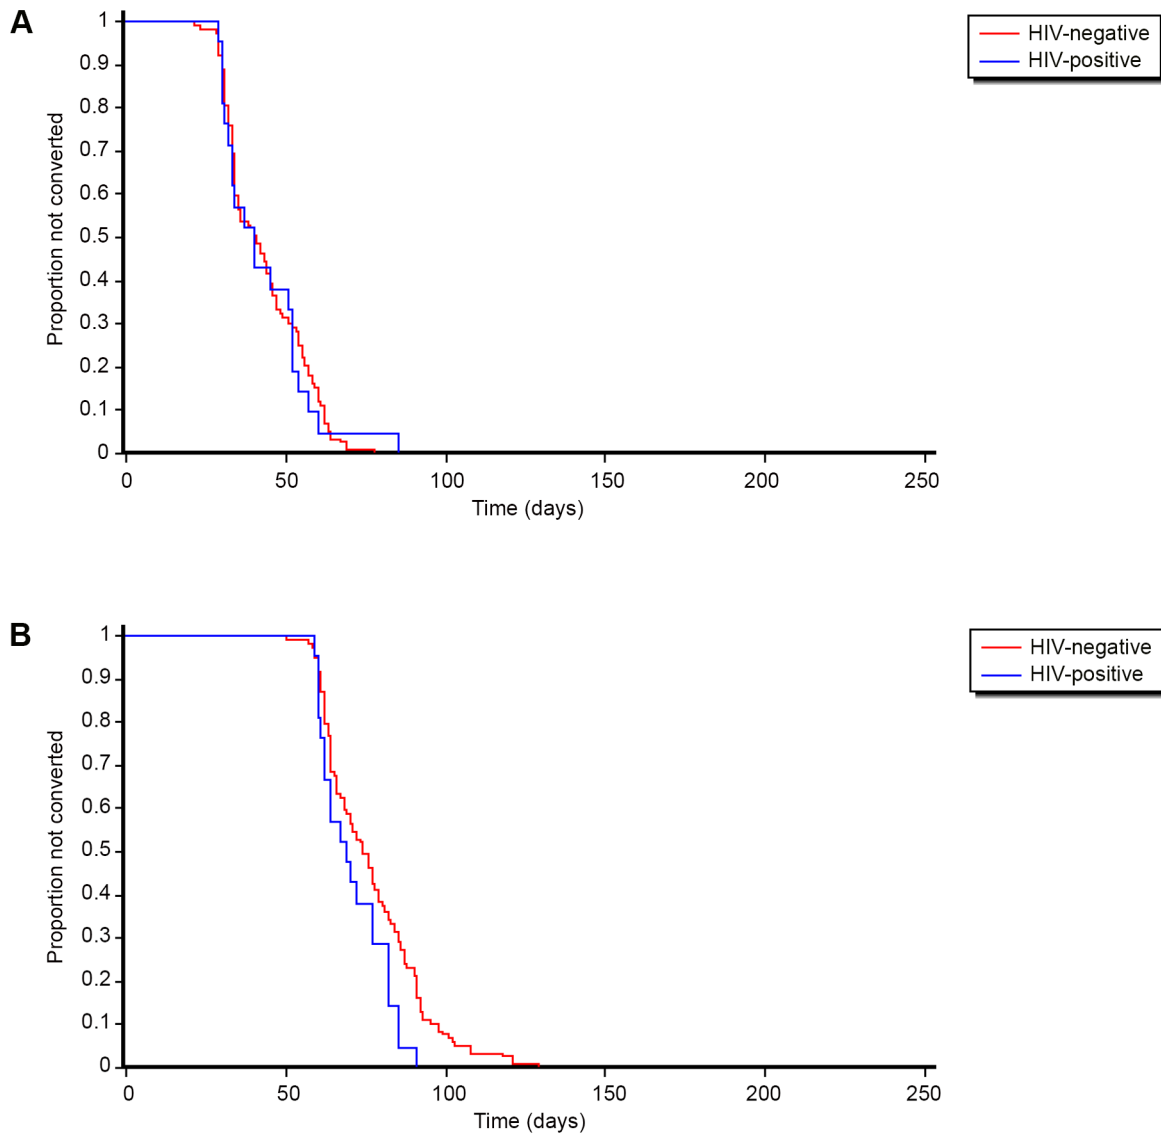 A
HIV-negative
HIV-positive
1
0.9
0.8
0.7
0.6
0.5
0.4
0.3
0.2
0.1
0
Proportion not converted
0 50 100 150 200 250
Time (days)
B
HIV-negative
HIV-positive
1
0.9
0.8
0.7
0.6
0.5
0.4
0.3
0.2
0.1
0
Proportion not converted
0 50 100 150 200 250
Time (days)